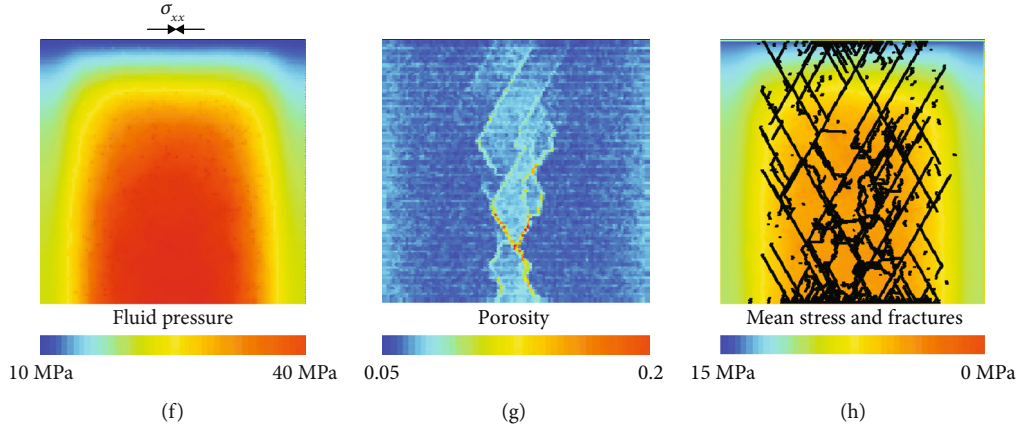 σxx
Fluid pressure
10 MPa 40 MPa
(f)
Porosity
0.05 0.2
(g)
Mean stress and fractures
15 MPa 0 MPa
(h)